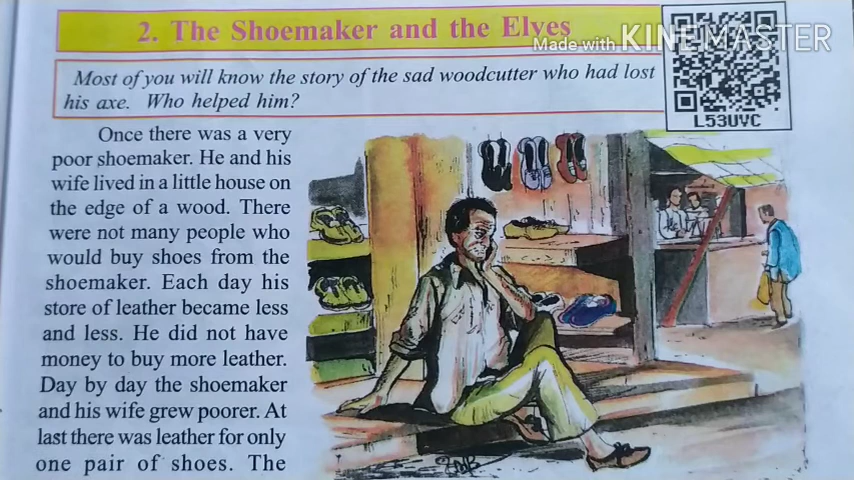 2. The Shoemaker and the Elves
Made with KINEMASTER
Most of you will know the story of the sad woodcutter who had lost
his axe. Who helped him?
L53UVC
Once there was a very
poor shoemaker. He and his
wife lived in a little house on
the edge of a wood. There
were not many people who
would buy shoes from the
shoemaker. Each day his
store of leather became less
and less. He did not have
money to buy more leather.
Day by day the shoemaker
and his wife grew poorer. At
last there was leather for only
one pair of shoes. The